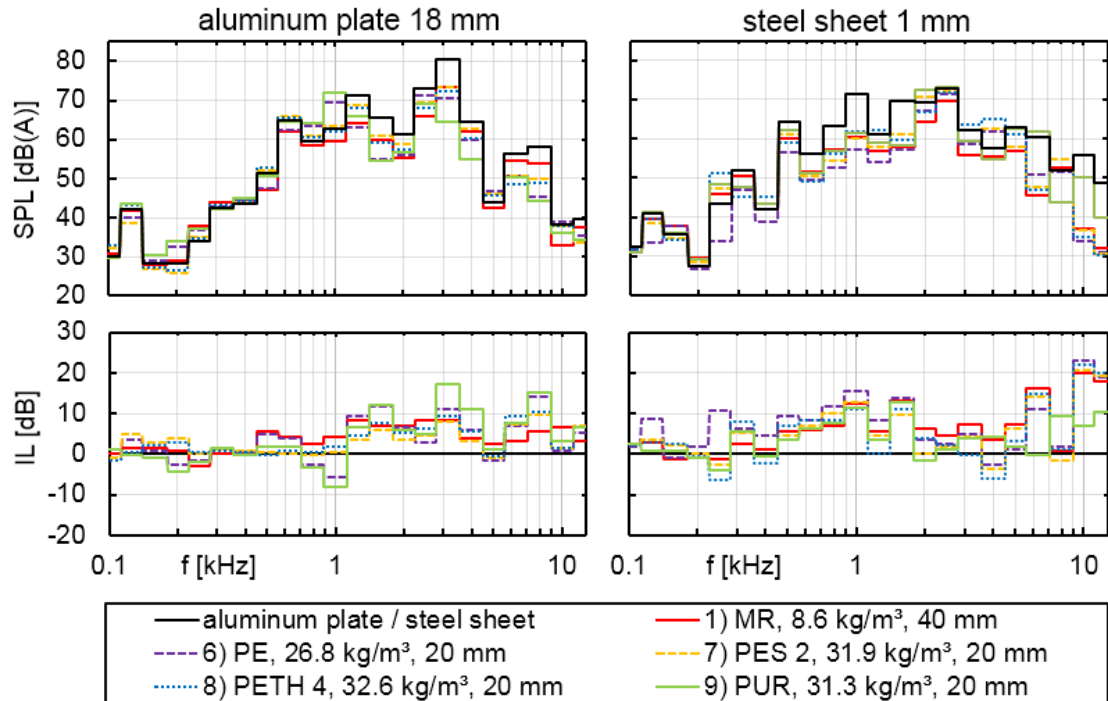 aluminum plate 18 mm
steel sheet 1 mm
SPL [dB(A)]
80
70
60
50
40
30
20
IL [dB]
30
20
10
0
-10
-20
0.1 f [kHz] 1 10
0.1 f [kHz] 1 10
aluminum plate / steel sheet
1) MR, 8.6 kg/m³, 40 mm
6) PE, 26.8 kg/m³, 20 mm
7) PES 2, 31.9 kg/m³, 20 mm
8) PETH 4, 32.6 kg/m³, 20 mm
9) PUR, 31.3 kg/m³, 20 mm